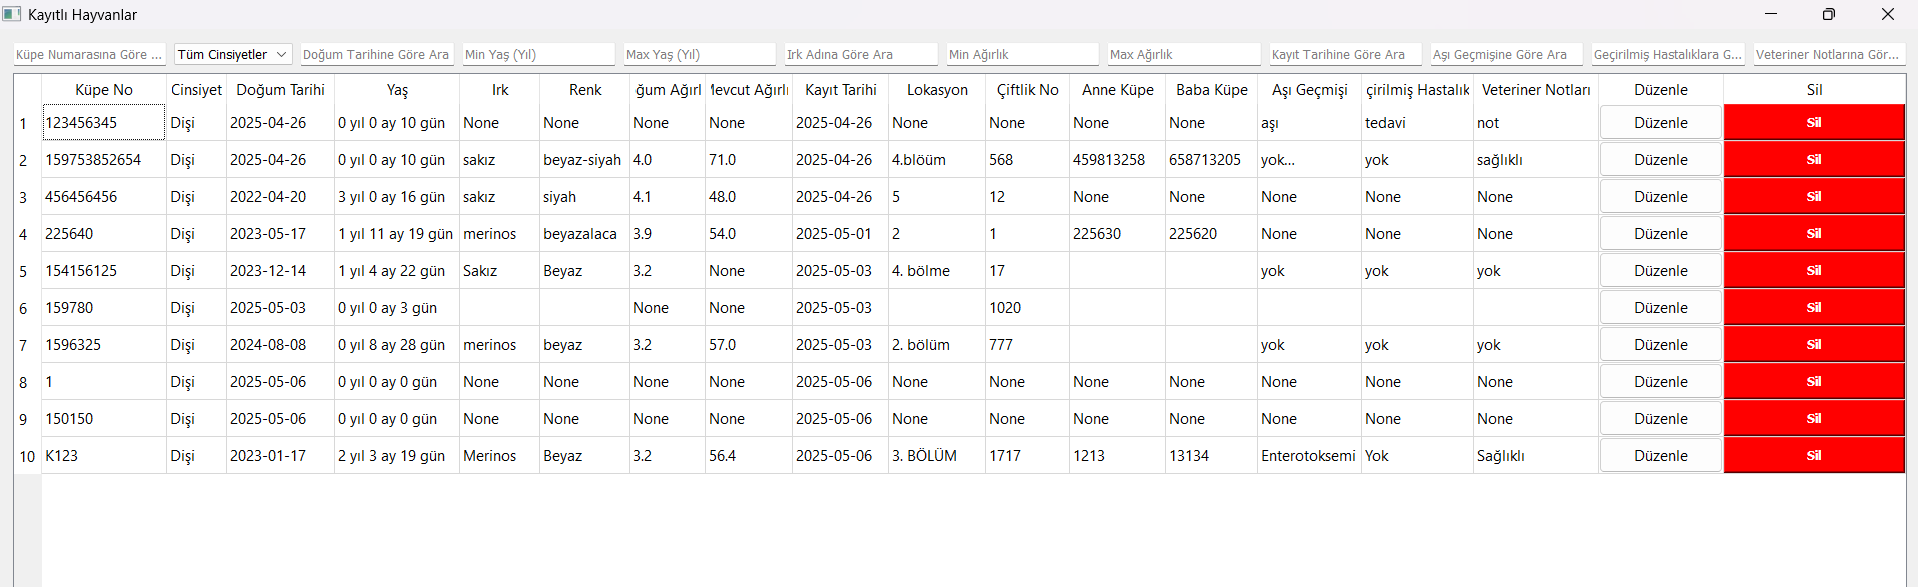 Kayıtlı Hayvanlar
Küpe Numarasına Göre ... Tüm Cinsiyetler Doğum Tarihine Göre Ara Min Yaş (Yıl) Max Yaş (Yıl) Irk Adına Göre Ara Min Ağırlık Max Ağırlık Kayıt Tarihine Göre Ara Aşı Geçmişine Göre Ara Geçirilmiş Hastalıklara G... Veteriner Notlarına Gör...
Küpe No Cinsiyet Doğum Tarihi Yaş Irk Renk ğum Ağırl Mevcut Ağırlı Kayıt Tarihi Lokasyon Çiftlik No Anne Küpe Baba Küpe Aşı Geçmişi çirilmiş Hastalık Veteriner Notları Düzenle Sil
1 123456345 Dişi 2025-04-26 0 yıl 0 ay 10 gün None None None None 2025-04-26 None None None None aşı tedavi not Düzenle Sil
2 159753852654 Dişi 2025-04-26 0 yıl 0 ay 10 gün sakız beyaz-siyah 4.0 71.0 2025-04-26 4.blöüm 568 459813258 658713205 yok... yok sağlıklı Düzenle Sil
3 456456456 Dişi 2022-04-20 3 yıl 0 ay 16 gün sakız siyah 4.1 48.0 2025-04-26 5 12 None None None None None Düzenle Sil
4 225640 Dişi 2023-05-17 1 yıl 11 ay 19 gün merinos beyazalaca 3.9 54.0 2025-05-01 2 1 225630 225620 None None None Düzenle Sil
5 154156125 Dişi 2023-12-14 1 yıl 4 ay 22 gün Sakız Beyaz 3.2 None 2025-05-03 4. bölme 17 yok yok yok Düzenle Sil
6 159780 Dişi 2025-05-03 0 yıl 0 ay 3 gün None None 2025-05-03 1020 Düzenle Sil
7 1596325 Dişi 2024-08-08 0 yıl 8 ay 28 gün merinos beyaz 3.2 57.0 2025-05-03 2. bölüm 777 yok yok yok Düzenle Sil
8 1 Dişi 2025-05-06 0 yıl 0 ay 0 gün None None None None 2025-05-06 None None None None None None None Düzenle Sil
9 150150 Dişi 2025-05-06 0 yıl 0 ay 0 gün None None None None 2025-05-06 None None None None None None None Düzenle Sil
10 K123 Dişi 2023-01-17 2 yıl 3 ay 19 gün Merinos Beyaz 3.2 56.4 2025-05-06 3. BÖLÜM 1717 1213 13134 Enterotoksemi Yok Sağlıklı Düzenle Sil